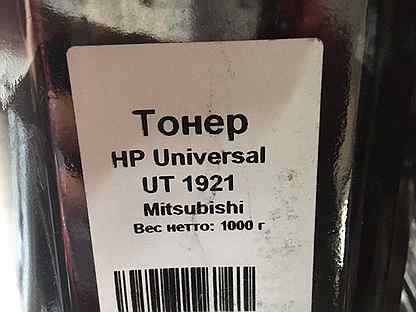 Тонер
HP Universal
UT 1921
Mitsubishi
Вес нетто: 1000 г